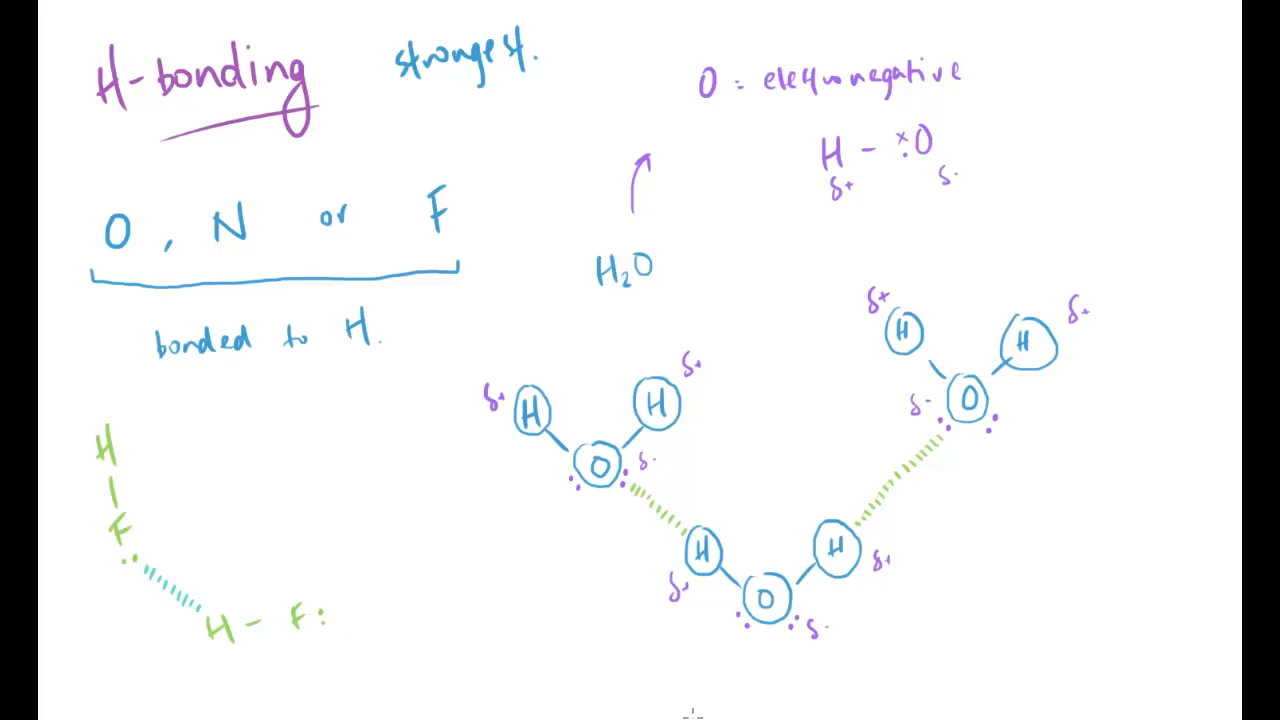 H-bonding strongest.
O = electronegative
H - ×̣O
δ+ δ-
O, N or F
H₂O
bonded to H.
δ+ δ+
H H
δ- O
δ+ δ+
H H
O δ-
H
F
H - F:
H H
δ+ δ+
O
δ-